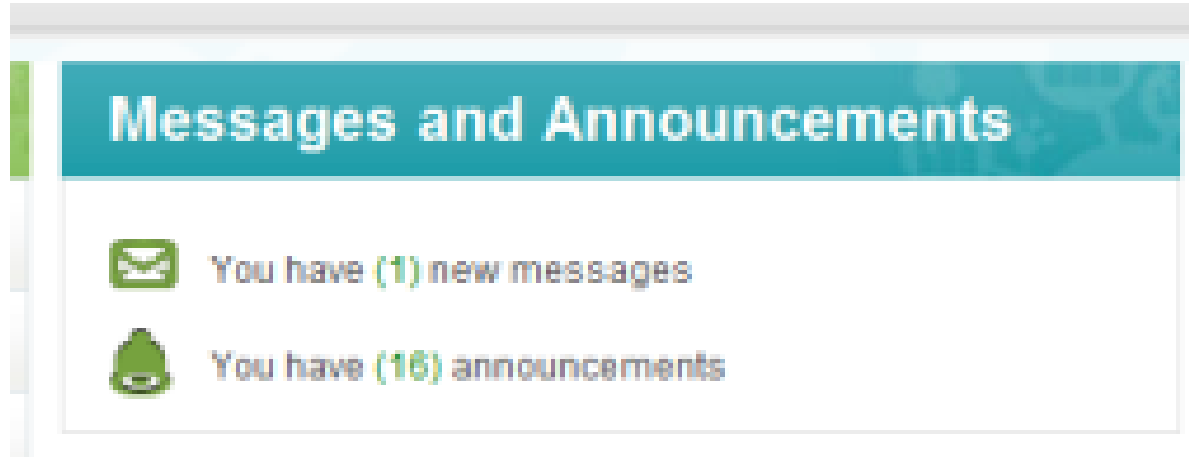 Messages and Announcements
You have (1) new messages
You have (16) announcements